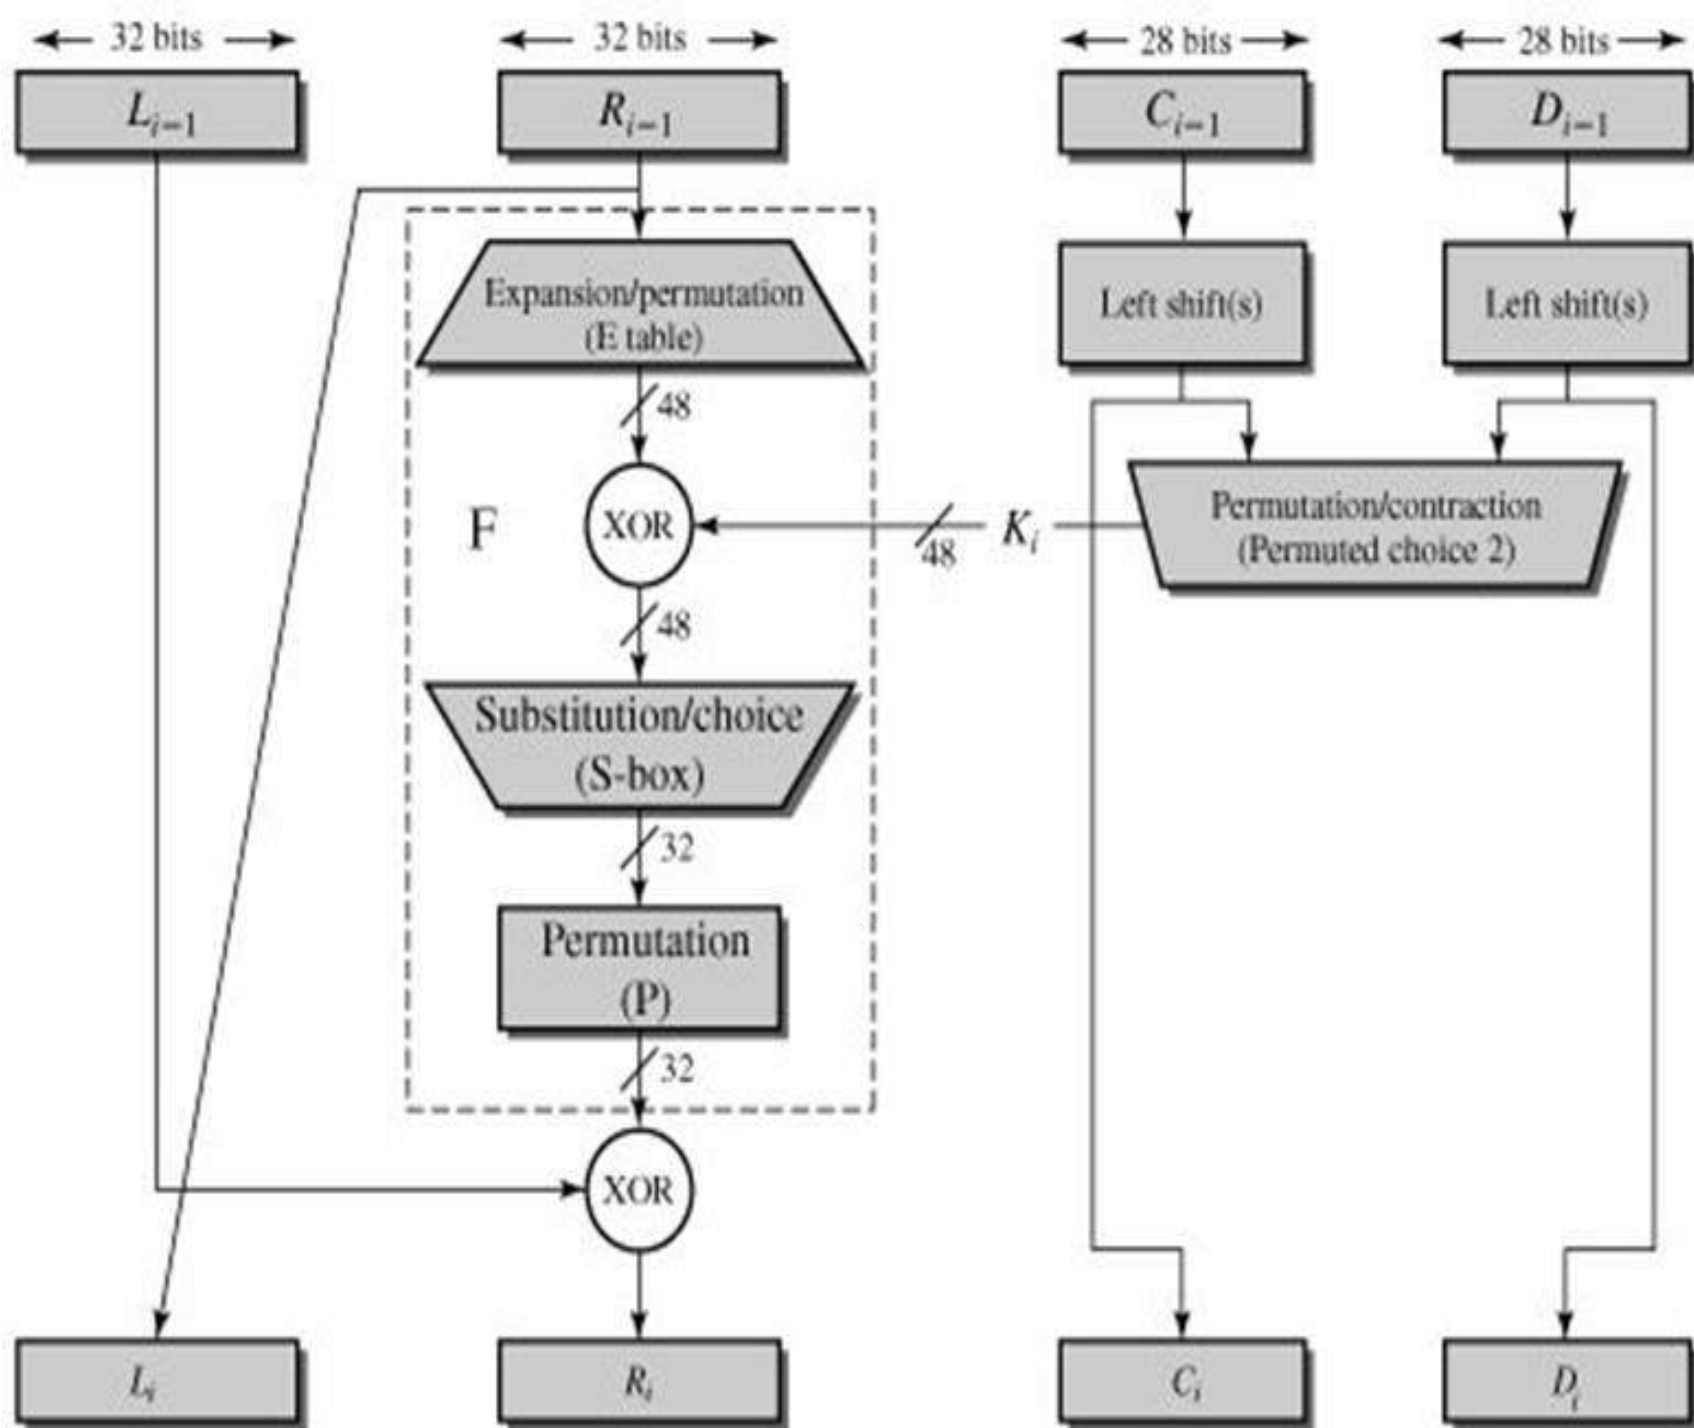 32 bits
32 bits
28 bits
28 bits
L_{i-1}
R_{i-1}
C_{i-1}
D_{i-1}
Expansion/permutation
(E table)
Left shift(s)
Left shift(s)
48
F
XOR
48
K_i
Permutation/contraction
(Permuted choice 2)
48
Substitution/choice
(S-box)
32
Permutation
(P)
32
XOR
L_i
R_i
C_i
D_i